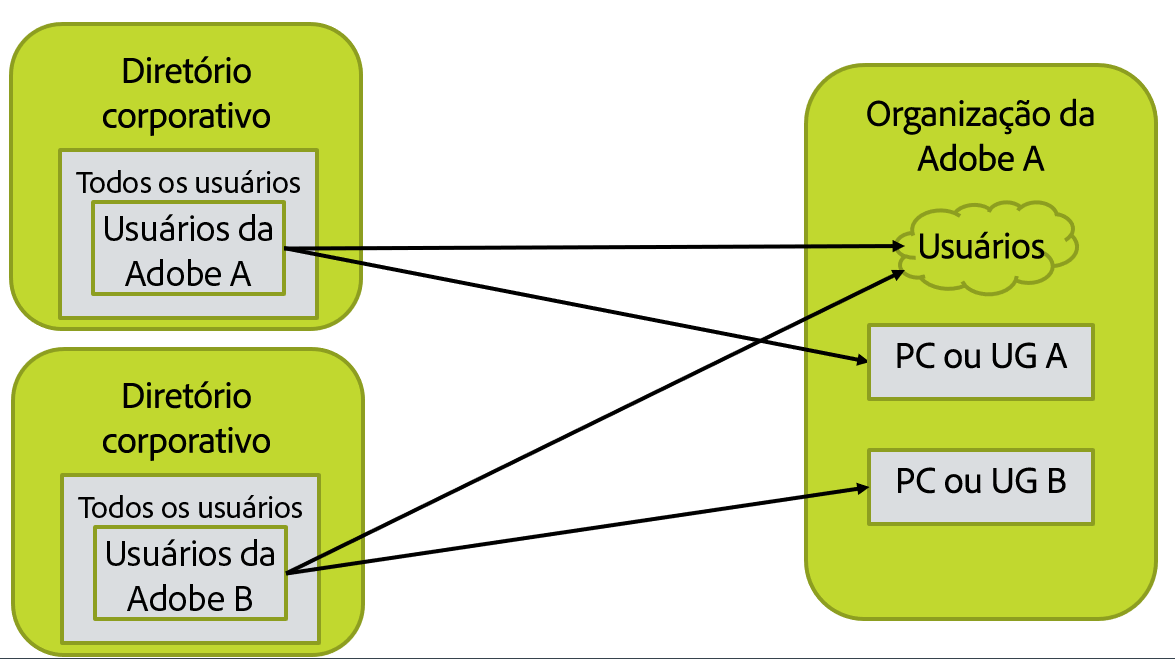 Diretório
corporativo
Todos os usuários
Usuários da
Adobe A
Diretório
corporativo
Todos os usuários
Usuários da
Adobe B
Organização da
Adobe A
Usuários
PC ou UG A
PC ou UG B